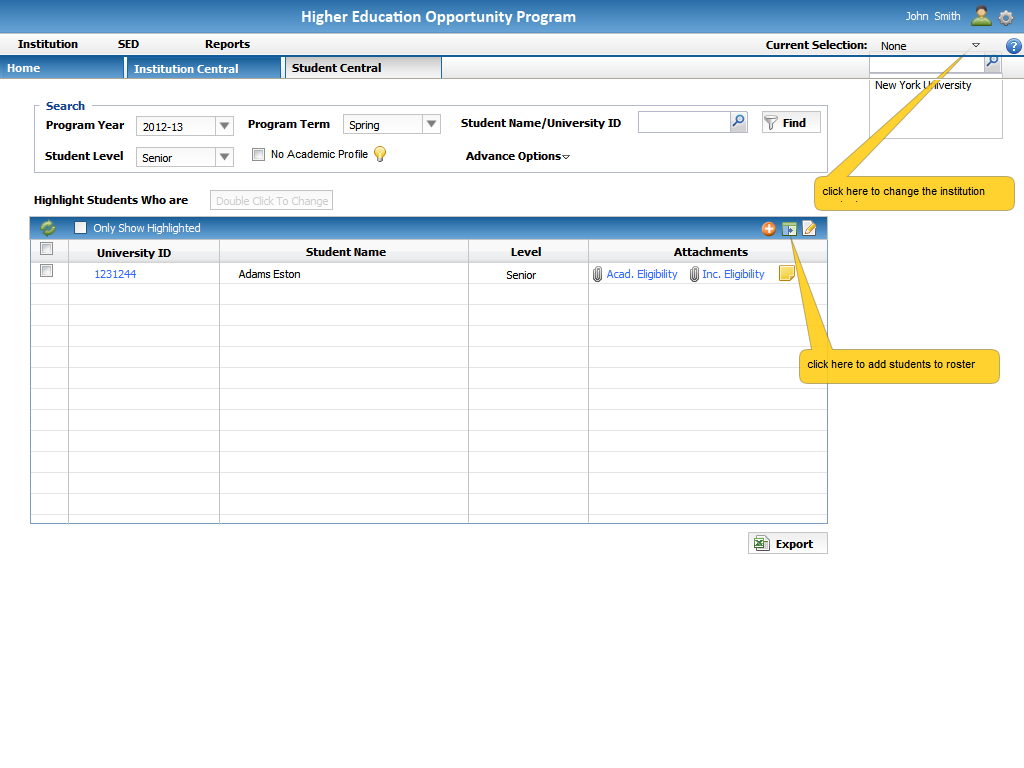 Higher Education Opportunity Program
John Smith
Institution SED Reports Current Selection: None
Home Institution Central Student Central
New York University
Search
Program Year 2012-13 Program Term Spring Student Name/University ID Find
Student Level Senior No Academic Profile Advance Options
click here to change the institution
Highlight Students Who are Double Click To Change
Only Show Highlighted
University ID Student Name Level Attachments
1231244 Adams Eston Senior Acad. Eligibility Inc. Eligibility
click here to add students to roster
Export